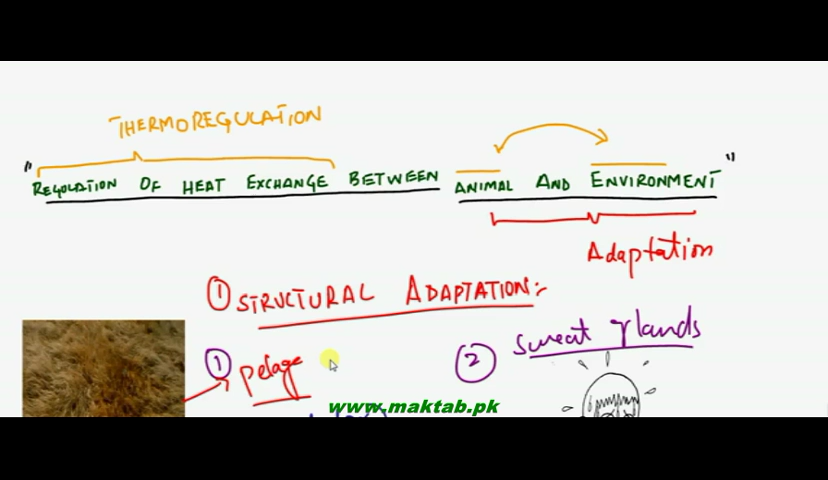 THERMOREGULATION
"REGULATION OF HEAT EXCHANGE BETWEEN ANIMAL AND ENVIRONMENT"
Adaptation
① STRUCTURAL ADAPTATION:-
② sweat glands
① pelage
www.maktab.pk